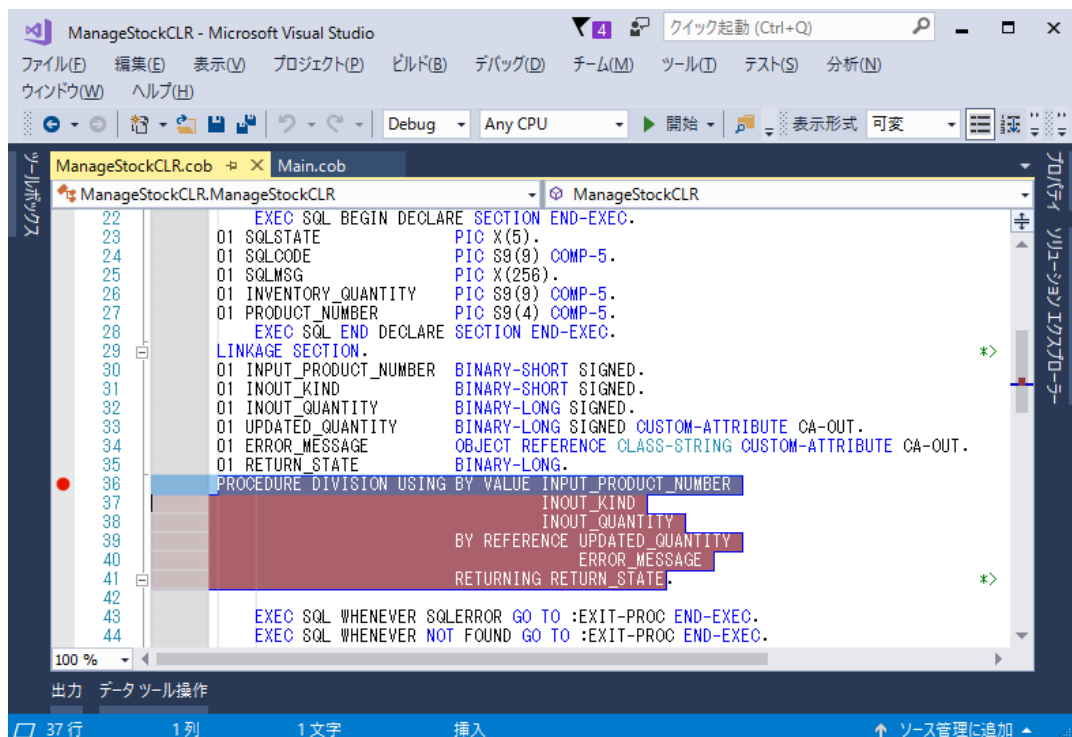 ManageStockCLR - Microsoft Visual Studio 4 クイック起動 (Ctrl+Q)
ファイル(F) 編集(E) 表示(V) プロジェクト(P) ビルド(B) デバッグ(D) チーム(M) ツール(T) テスト(S) 分析(N)
ウィンドウ(W) ヘルプ(H)
Debug Any CPU 開始 表示形式 可変
ツールボックス
ManageStockCLR.cob Main.cob
ManageStockCLR.ManageStockCLR ManageStockCLR
22 EXEC SQL BEGIN DECLARE SECTION END-EXEC.
23 01 SQLSTATE PIC X(5).
24 01 SQLCODE PIC S9(9) COMP-5.
25 01 SQLMSG PIC X(256).
26 01 INVENTORY_QUANTITY PIC S9(9) COMP-5.
27 01 PRODUCT_NUMBER PIC S9(4) COMP-5.
28 EXEC SQL END DECLARE SECTION END-EXEC.
29 LINKAGE SECTION. *>
30 01 INPUT_PRODUCT_NUMBER BINARY-SHORT SIGNED.
31 01 INOUT_KIND BINARY-SHORT SIGNED.
32 01 INOUT_QUANTITY BINARY-LONG SIGNED.
33 01 UPDATED_QUANTITY BINARY-LONG SIGNED CUSTOM-ATTRIBUTE CA-OUT.
34 01 ERROR_MESSAGE OBJECT REFERENCE CLASS-STRING CUSTOM-ATTRIBUTE CA-OUT.
35 01 RETURN_STATE BINARY-LONG.
36 PROCEDURE DIVISION USING BY VALUE INPUT_PRODUCT_NUMBER
37 INOUT_KIND
38 INOUT_QUANTITY
39 BY REFERENCE UPDATED_QUANTITY
40 ERROR_MESSAGE
41 RETURNING RETURN_STATE. *>
42
43 EXEC SQL WHENEVER SQLERROR GO TO :EXIT-PROC END-EXEC.
44 EXEC SQL WHENEVER NOT FOUND GO TO :EXIT-PROC END-EXEC.
100 %
プロパティ
ソリューション エクスプローラー
出力 データ ツール操作
37 行 1 列 1 文字 挿入 ソース管理に追加